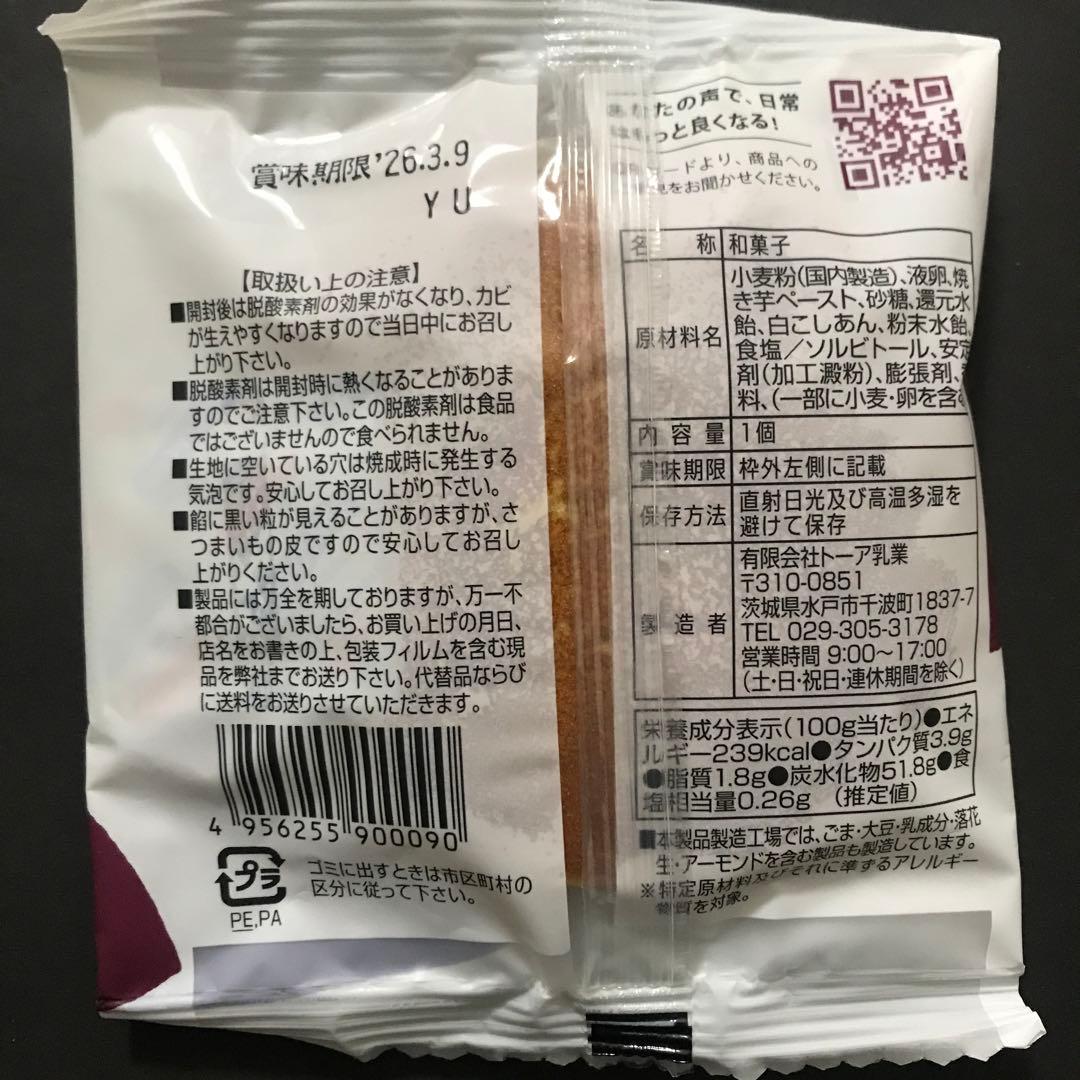 賞味期限'26.3.9
YU
【取扱い上の注意】
■開封後は脱酸素剤の効果がなくなり、カビ
が生えやすくなりますので当日中にお召し
上がり下さい。
■脱酸素剤は開封時に熱くなることがありま
すのでご注意下さい。この脱酸素剤は食品
ではございませんので食べられません。
■生地に空いている穴は焼成時に発生する
気泡です。安心してお召し上がり下さい。
■餡に黒い粒が見えることがありますが、さ
つまいもの皮ですので安心してお召し
上がりください。
■製品には万全を期しておりますが、万一不
都合がございましたら、お買い上げの月日、
店名をお書きの上、包装フィルムを含む現
品を弊社までお送り下さい。代替品ならび
に送料をお送りさせていただきます。
4 956255 900090
プラ
PE,PA
ゴミに出すときは市区町村の
区分に従って下さい。
たの声で、日常
っと良くなる!
ードより、商品への
見をお聞かせください。
名称 和菓子
原材料名 小麦粉(国内製造)、液卵、焼
き芋ペースト、砂糖、還元水
飴、白こしあん、粉末水飴、
食塩/ソルビトール、安定
剤(加工澱粉)、膨張剤、
料、(一部に小麦・卵を含
内容量 1個
賞味期限 枠外左側に記載
保存方法 直射日光及び高温多湿を
避けて保存
製造者 有限会社トーア乳業
〒310-0851
茨城県水戸市千波町1837-7
TEL 029-305-3178
営業時間 9:00～17:00
(土・日・祝日・連休期間を除く)
栄養成分表示(100g当たり)●エネ
ルギー239kcal●タンパク質3.9g
●脂質1.8g●炭水化物51.8g●食
塩相当量0.26g (推定値)
■本製品製造工場では、ごま・大豆・乳成分・落花
生・アーモンドを含む製品も製造しています。
※特定原材料及びそれに準ずるアレルギー
物質を対象。